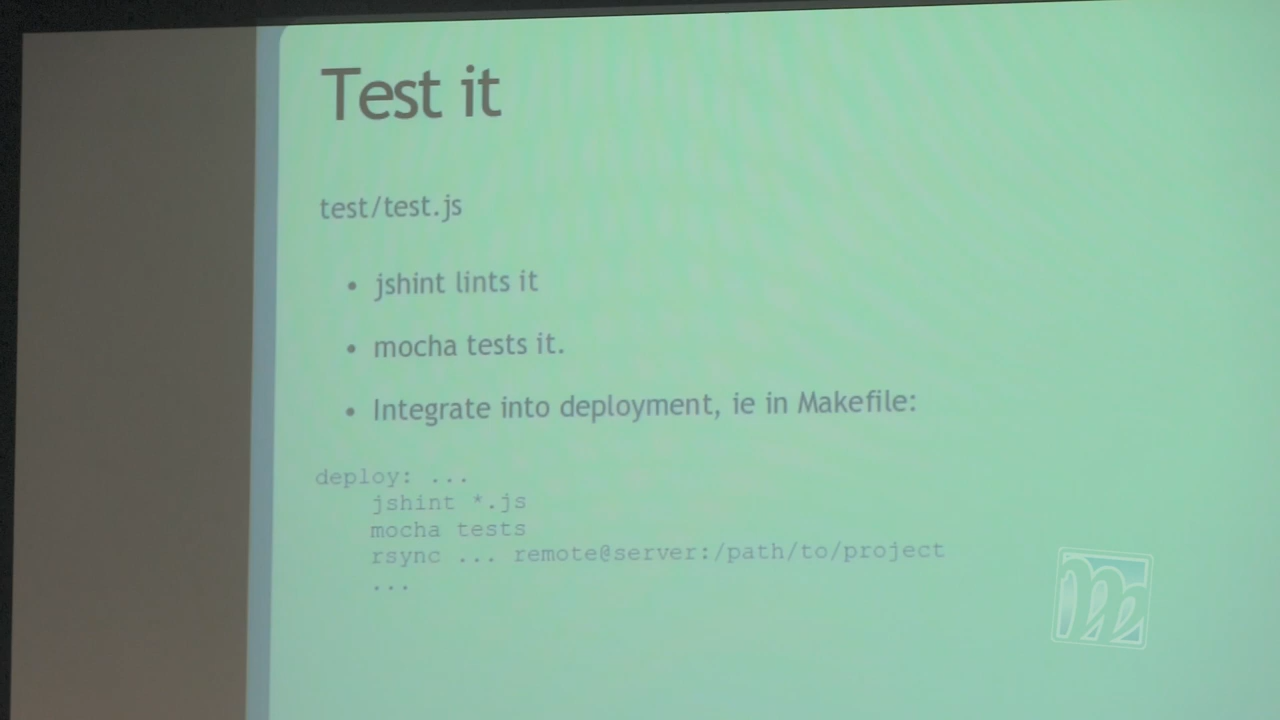 Test it
test/test.js
• jshint lints it
• mocha tests it.
• Integrate into deployment, ie in Makefile:
deploy: ...
jshint *.js
mocha tests
rsync ... remote@server:/path/to/project
...